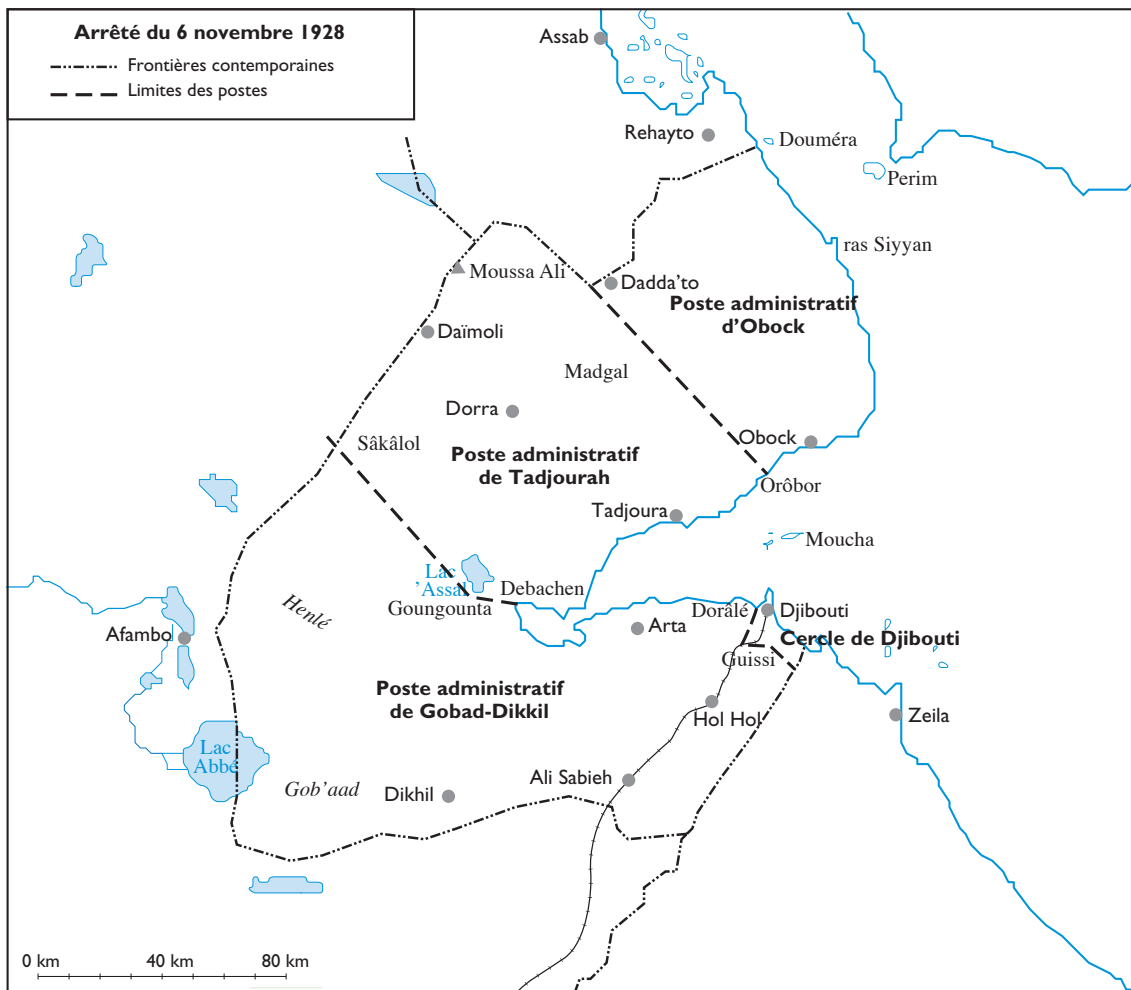 Arrêté du 6 novembre 1928
Frontières contemporaines
Limites des postes
Assab
Rehayto
Douméra
Perim
ras Siyyan
Moussa Ali
Dadda’to
Poste administratif
d’Obock
Daïmoli
Madgal
Dorra
Sâkâlol
Obock
Poste administratif
de Tadjourah
Orôbor
Tadjoura
Moucha
Lac
’Assal
Debachen
Goungounta
Henlé
Dorâlé
Djibouti
Afambo
Arta
Cercle de Djibouti
Guissi
Poste administratif
de Gobad-Dikkil
Hol Hol
Zeila
Lac
Abbé
Gob’aad
Dikhil
Ali Sabieh
0 km
40 km
80 km